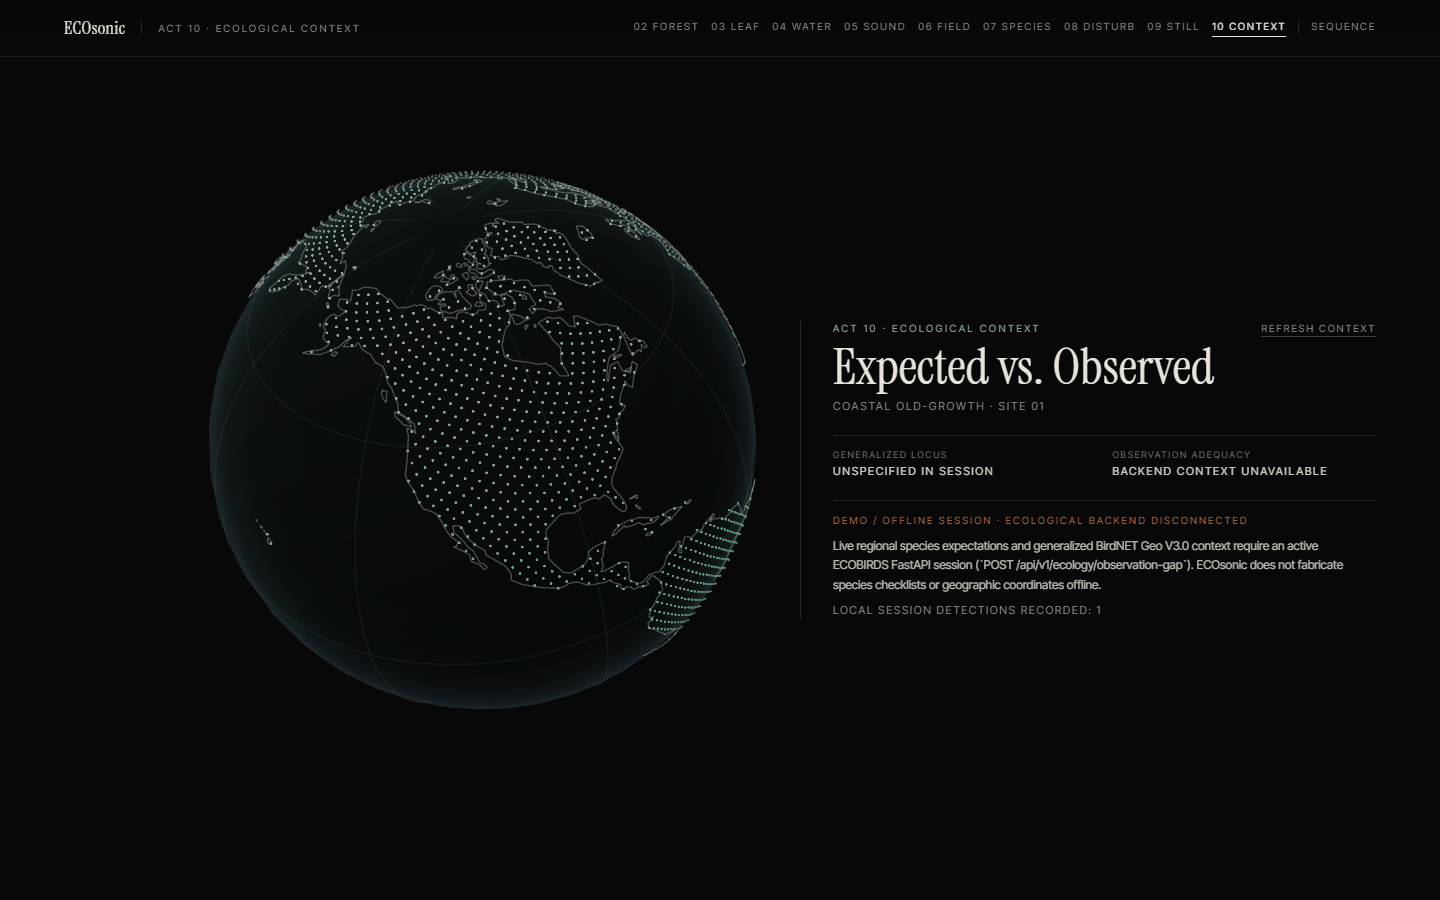 ECOsonic
ACT 10 · ECOLOGICAL CONTEXT
02 FOREST 03 LEAF 04 WATER 05 SOUND 06 FIELD 07 SPECIES 08 DISTURB 09 STILL 10 CONTEXT SEQUENCE
ACT 10 · ECOLOGICAL CONTEXT
REFRESH CONTEXT
Expected vs. Observed
COASTAL OLD-GROWTH · SITE 01
GENERALIZED LOCUS
UNSPECIFIED IN SESSION
OBSERVATION ADEQUACY
BACKEND CONTEXT UNAVAILABLE
DEMO / OFFLINE SESSION · ECOLOGICAL BACKEND DISCONNECTED
Live regional species expectations and generalized BirdNET Geo V3.0 context require an active
ECOBIRDS FastAPI session (`POST /api/v1/ecology/observation-gap`). ECOsonic does not fabricate
species checklists or geographic coordinates offline.
LOCAL SESSION DETECTIONS RECORDED: 1